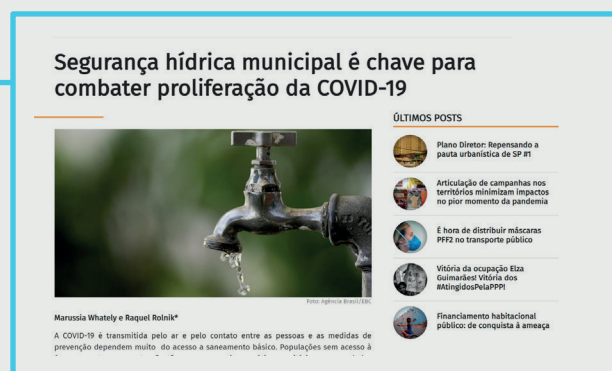 Segurança hídrica municipal é chave para
combater proliferação da COVID-19
Foto: Agência Brasil/EBC
Marussia Whately e Raquel Rolnik*
A COVID-19 é transmitida pelo ar e pelo contato entre as pessoas e as medidas de
prevenção dependem muito do acesso a saneamento básico. Populações sem acesso à
ÚLTIMOS POSTS
Plano Diretor: Repensando a
pauta urbanística de SP #1
Articulação de campanhas nos
territórios minimizam impactos
no pior momento da pandemia
É hora de distribuir máscaras
PFF2 no transporte público
Vitória da ocupação Elza
Guimarães! Vitória dos
#AtingidosPelaPPP!
Financiamento habitacional
público: de conquista à ameaça